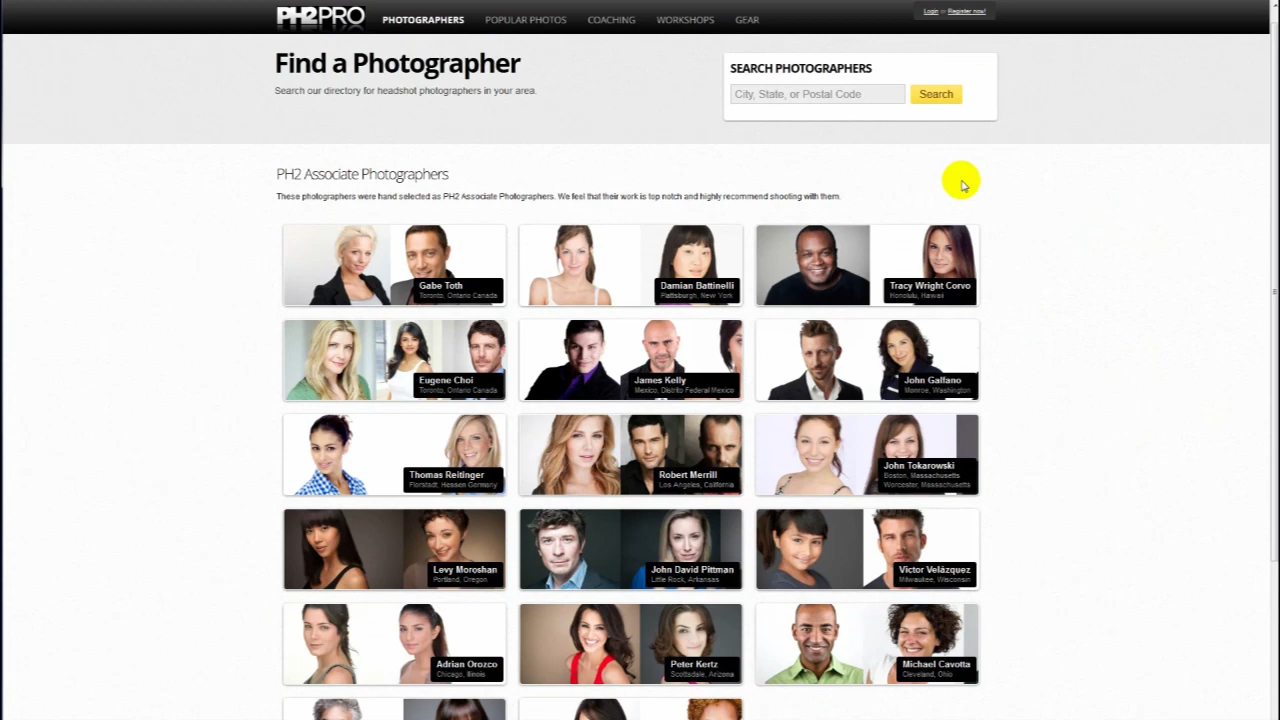 PH2PRO
PHOTOGRAPHERS
POPULAR PHOTOS
COACHING
WORKSHOPS
GEAR
Login or Register now!
Find a Photographer
Search our directory for headshot photographers in your area.
SEARCH PHOTOGRAPHERS
City, State, or Postal Code
Search
PH2 Associate Photographers
These photographers were hand selected as PH2 Associate Photographers. We feel that their work is top notch and highly recommend shooting with them.
Gabe Toth
Toronto, Ontario Canada
Damian Battinelli
Plattsburgh, New York
Tracy Wright Corvo
Honolulu, Hawaii
Eugene Choi
Toronto, Ontario Canada
James Kelly
Mexico, Distrito Federal Mexico
John Galfano
Monroe, Washington
Thomas Reitinger
Florstadt, Hessen Germany
Robert Merrill
Los Angeles, California
John Tokarowski
Boston, Massachusetts
Worcester, Massachusetts
Levy Moroshan
Portland, Oregon
John David Pittman
Little Rock, Arkansas
Victor Velázquez
Milwaukee, Wisconsin
Adrian Orozco
Chicago, Illinois
Peter Kertz
Scottsdale, Arizona
Michael Cavotta
Cleveland, Ohio